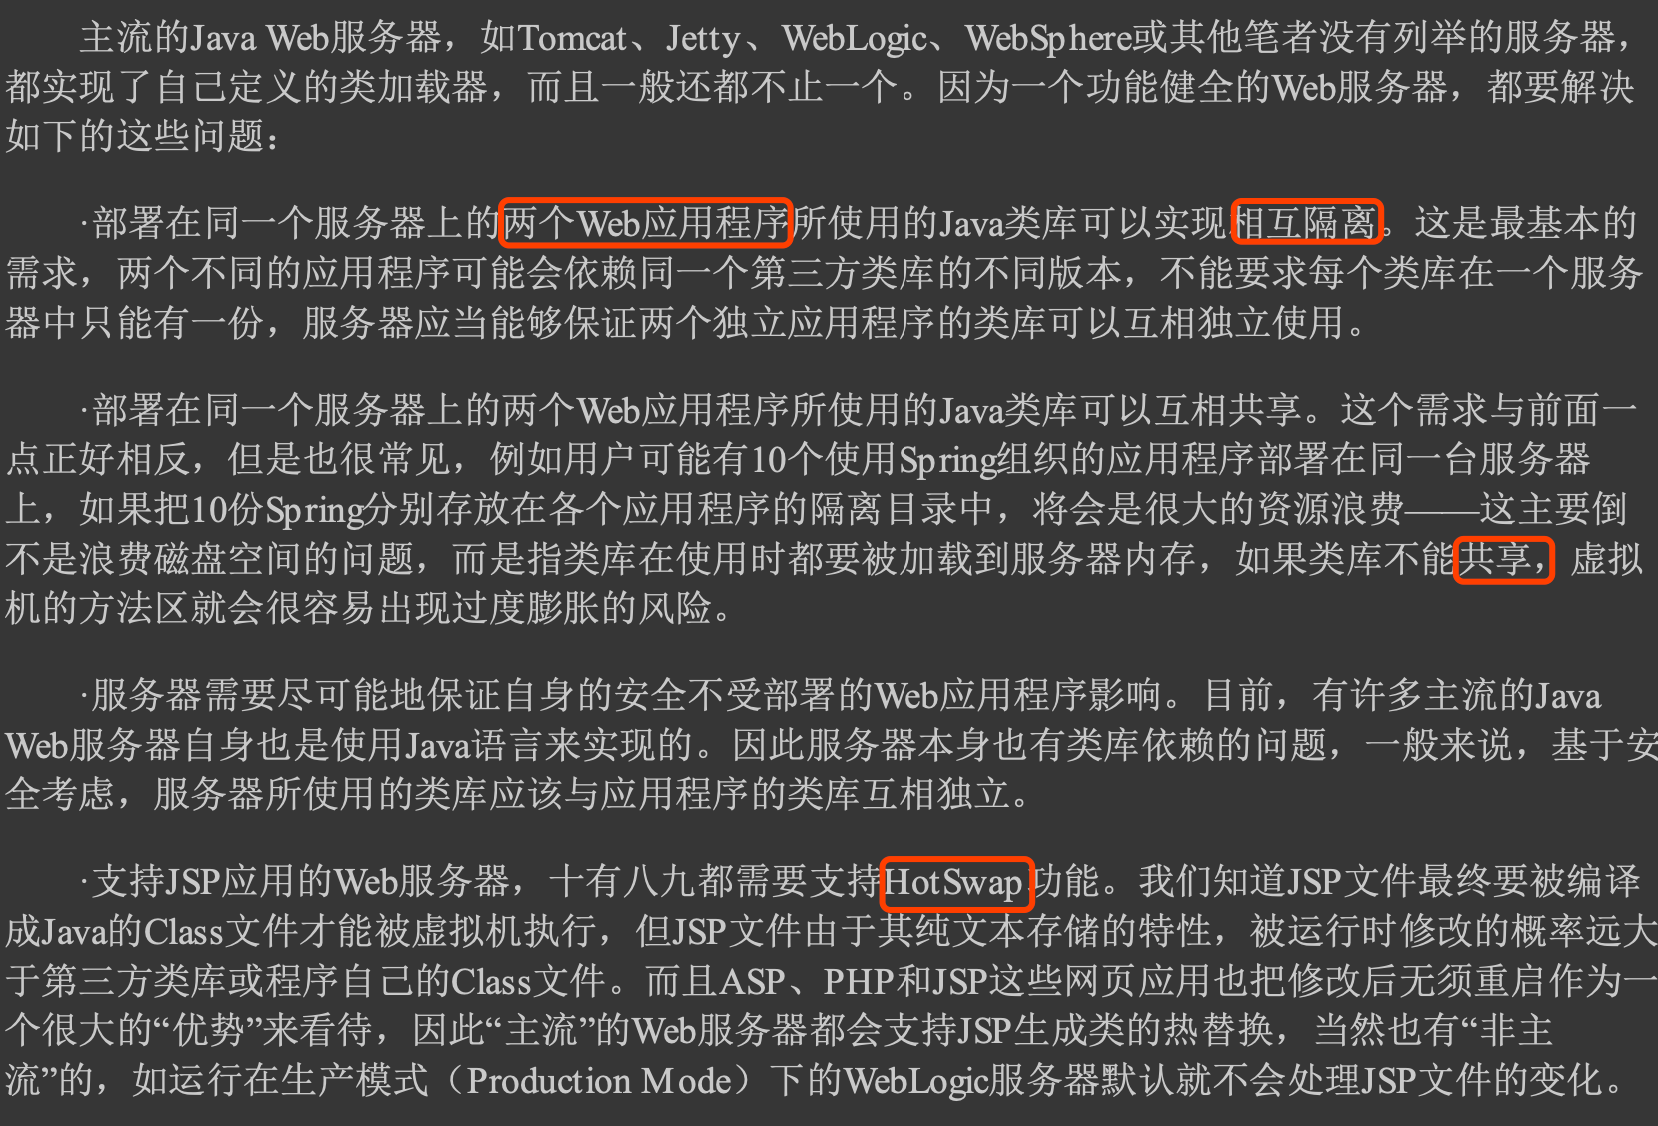 主流的Java Web服务器，如Tomcat、Jetty、WebLogic、WebSphere或其他笔者没有列举的服务器，
都实现了自己定义的类加载器，而且一般还都不止一个。因为一个功能健全的Web服务器，都要解决
如下的这些问题：
·部署在同一个服务器上的两个Web应用程序所使用的Java类库可以实现相互隔离。这是最基本的
需求，两个不同的应用程序可能会依赖同一个第三方类库的不同版本，不能要求每个类库在一个服务
器中只能有一份，服务器应当能够保证两个独立应用程序的类库可以互相独立使用。
·部署在同一个服务器上的两个Web应用程序所使用的Java类库可以互相共享。这个需求与前面一
点正好相反，但是也很常见，例如用户可能有10个使用Spring组织的应用程序部署在同一台服务器
上，如果把10份Spring分别存放在各个应用程序的隔离目录中，将会是很大的资源浪费——这主要倒
不是浪费磁盘空间的问题，而是指类库在使用时都要被加载到服务器内存，如果类库不能共享，虚拟
机的方法区就会很容易出现过度膨胀的风险。
·服务器需要尽可能地保证自身的安全不受部署的Web应用程序影响。目前，有许多主流的Java
Web服务器自身也是使用Java语言来实现的。因此服务器本身也有类库依赖的问题，一般来说，基于安
全考虑，服务器所使用的类库应该与应用程序的类库互相独立。
·支持JSP应用的Web服务器，十有八九都需要支持HotSwap功能。我们知道JSP文件最终要被编译
成Java的Class文件才能被虚拟机执行，但JSP文件由于其纯文本存储的特性，被运行时修改的概率远大
于第三方类库或程序自己的Class文件。而且ASP、PHP和JSP这些网页应用也把修改后无须重启作为一
个很大的“优势”来看待，因此“主流”的Web服务器都会支持JSP生成类的热替换，当然也有“非主
流”的，如运行在生产模式（Production Mode）下的WebLogic服务器默认就不会处理JSP文件的变化。